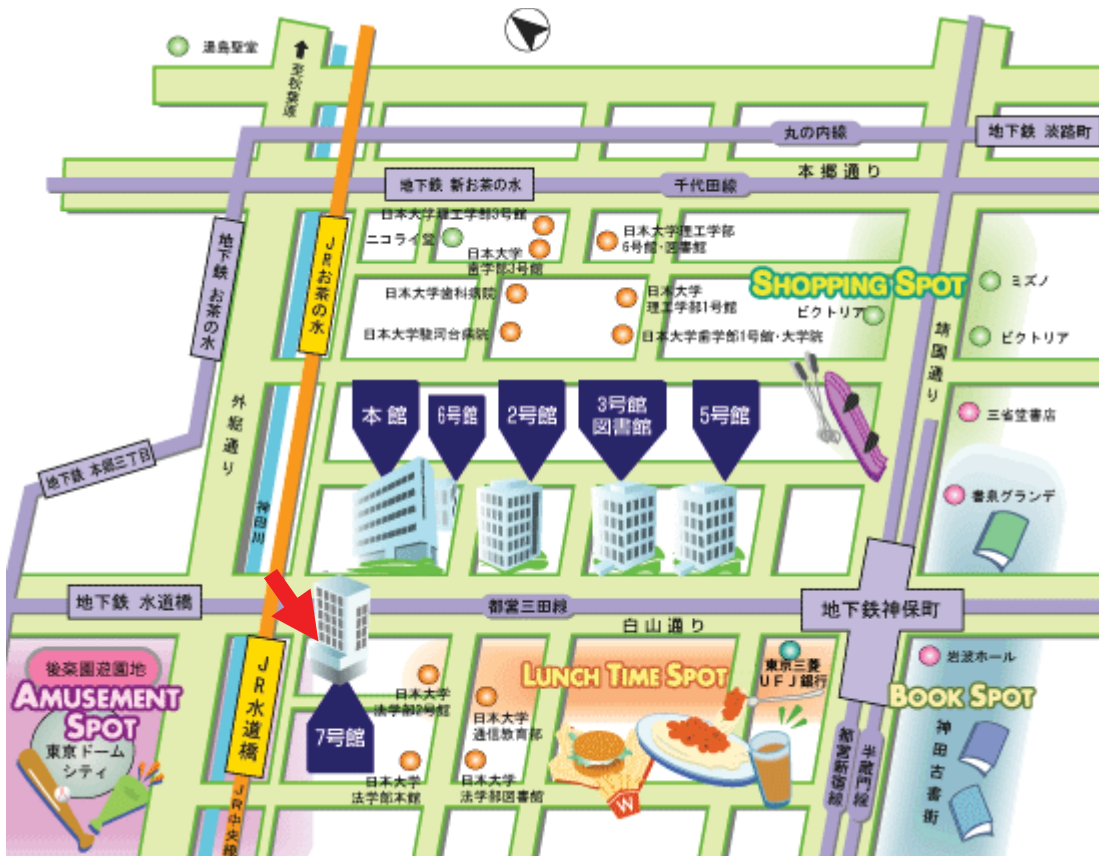 湯島聖堂
至秋葉原
丸の内線
地下鉄 淡路町
本郷通り
地下鉄 新お茶の水
千代田線
日本大学理工学部3号館
ニコライ堂
日本大学
歯学部3号館
日本大学理工学部
6号館・図書館
地下鉄 お茶の水
JRお茶の水
SHOPPING SPOT
ミズノ
日本大学歯科病院
日本大学
理工学部1号館
ビクトリア
日本大学駿河台病院
日本大学歯学部1号館・大学院
ビクトリア
靖国通り
外堀通り
本館
6号館
2号館
3号館
図書館
5号館
三省堂書店
地下鉄 本郷三丁目
書泉グランデ
神田川
地下鉄 水道橋
都営三田線
白山通り
地下鉄神保町
後楽園遊園地
AMUSEMENT
SPOT
東京ドーム
シティ
JR水道橋
7号館
日本大学
法学部2号館
日本大学
通信教育部
LUNCH TIME SPOT
東京三菱
UFJ銀行
岩波ホール
BOOK SPOT
神田古書街
日本大学
法学部本館
日本大学
法学部図書館
W
都営新宿線
半蔵門線
JR中央線